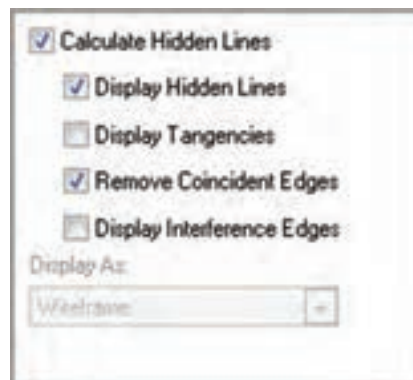 Calculate Hidden Lines
Display Hidden Lines
Display Tangencies
Remove Coincident Edges
Display Interference Edges
Display As:
Wireframe